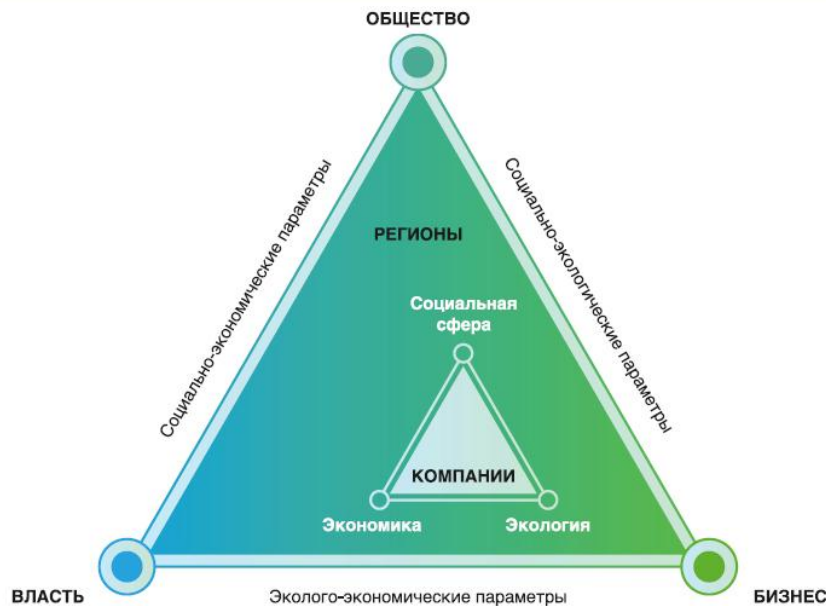 ОБЩЕСТВО
Социально-экономические параметры
Социально-экологические параметры
РЕГИОНЫ
Социальная
сфера
КОМПАНИИ
Экономика
Экология
ВЛАСТЬ
Эколого-экономические параметры
БИЗНЕС